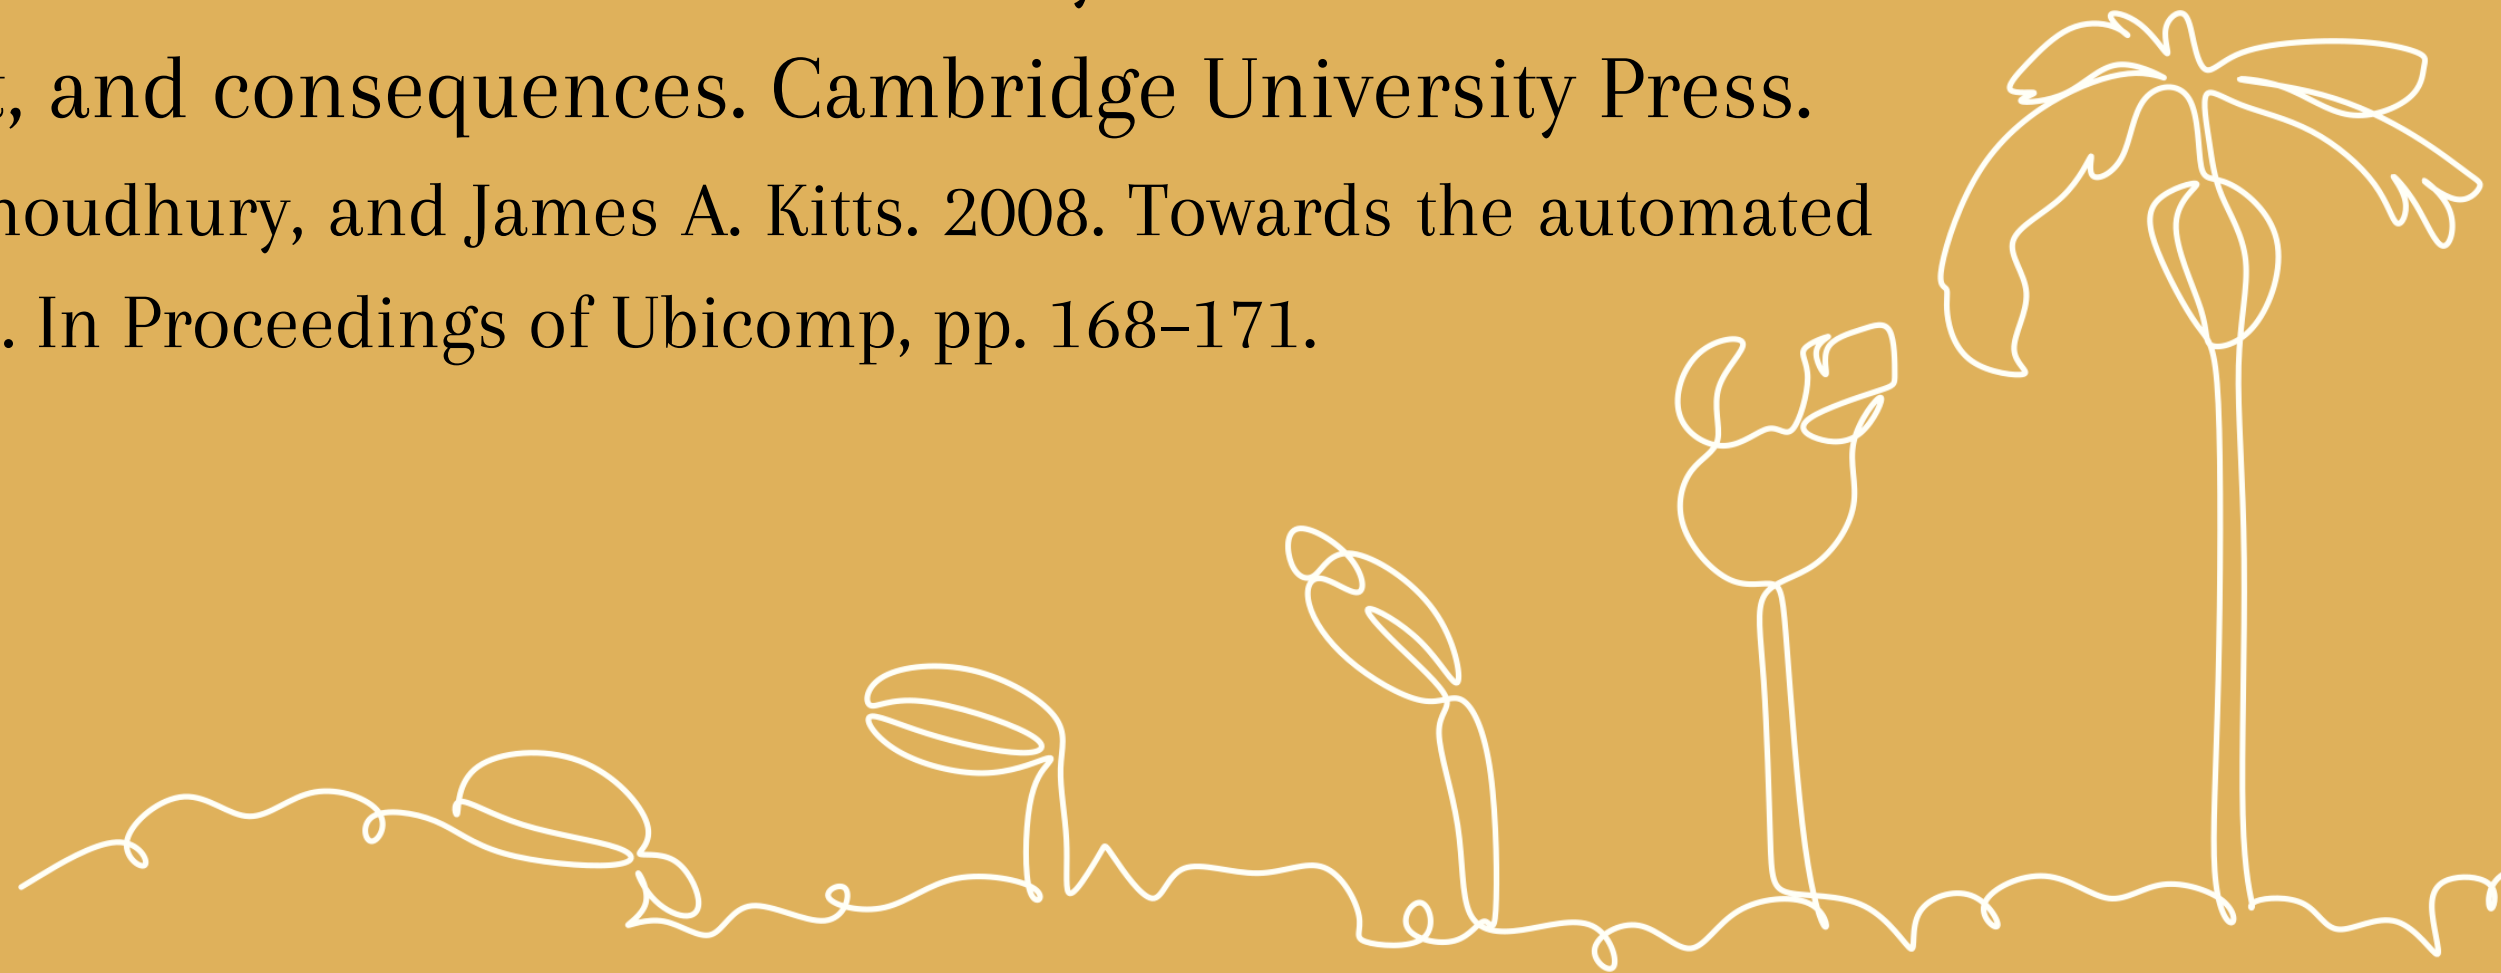 , and consequences. Cambridge University Press.
houdhury, and James A. Kitts. 2008. Towards the automated
. In Proceedings of Ubicomp, pp. 168–171.